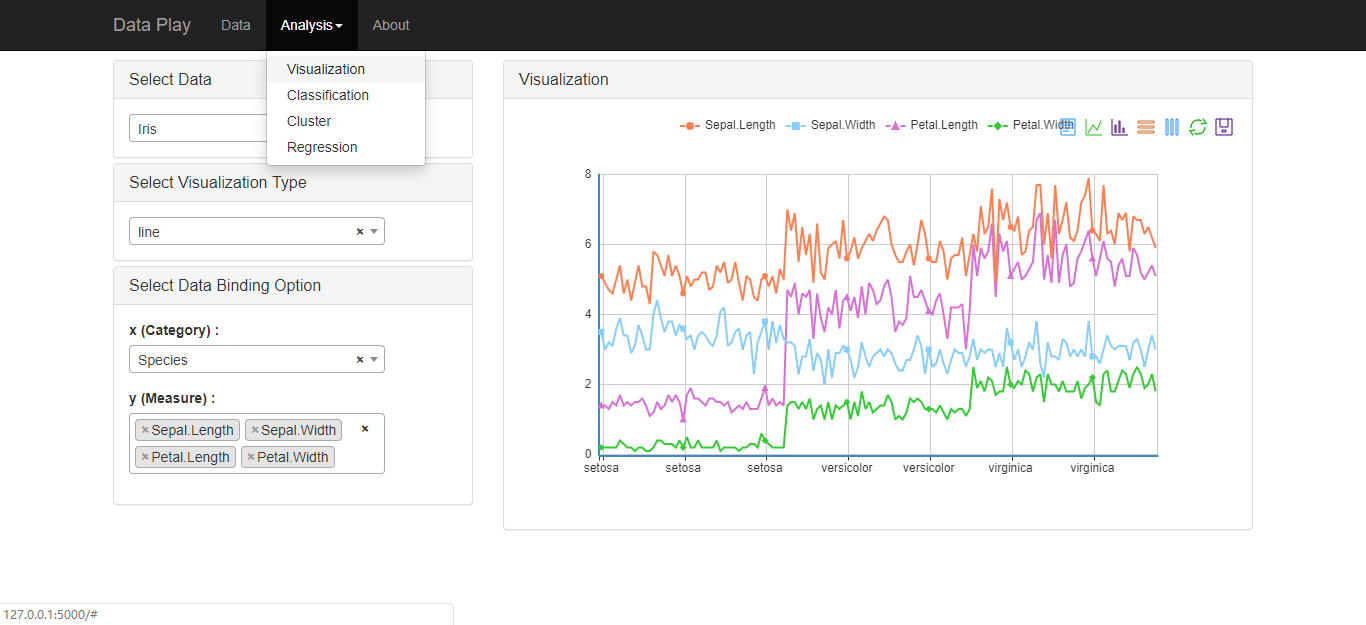 Data Play Data Analysis About
Visualization
Classification
Cluster
Regression
Select Data
Iris
Select Visualization Type
line
×
Select Data Binding Option
x (Category) :
Species
×
y (Measure) :
×Sepal.Length ×Sepal.Width ×
×Petal.Length ×Petal.Width
Visualization
Sepal.Length Sepal.Width Petal.Length Petal.Width
8
6
4
2
0
setosa setosa setosa versicolor versicolor virginica virginica
127.0.0.1:5000/#